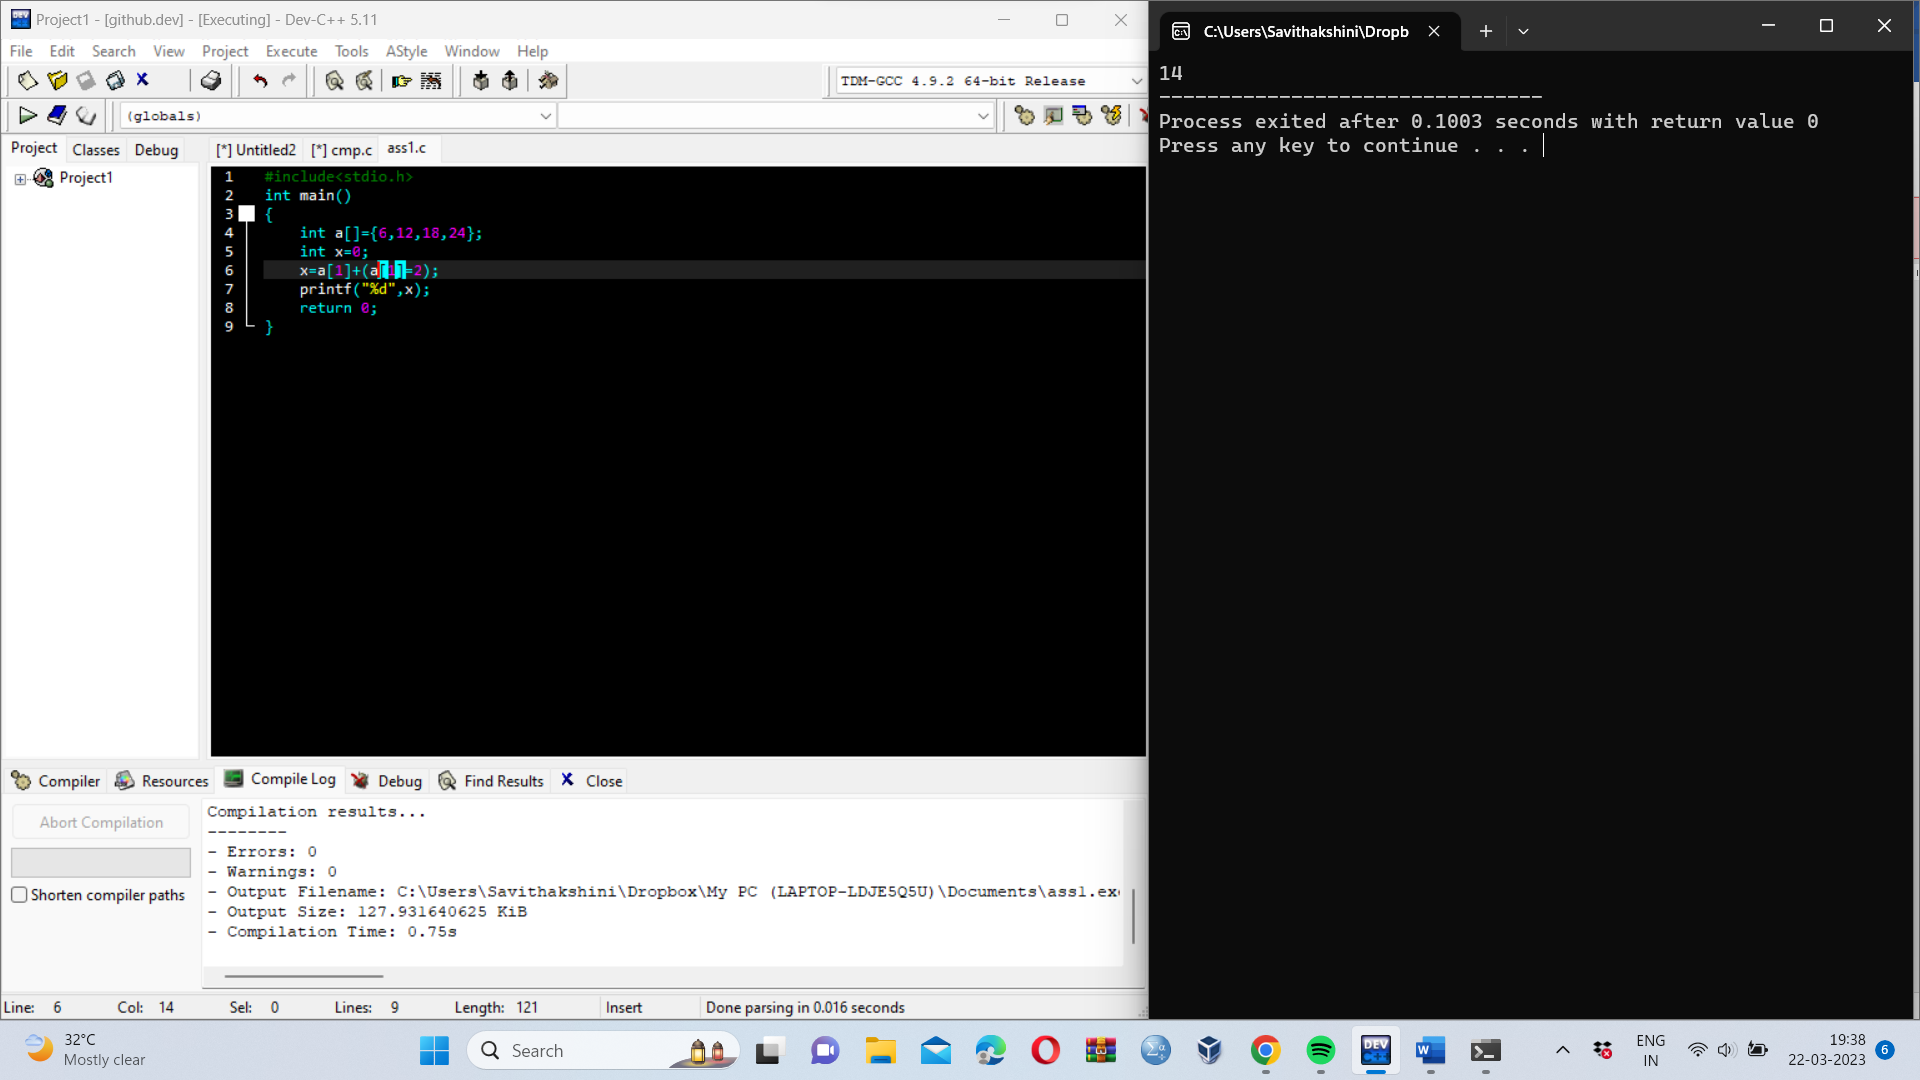 Project1 - [github.dev] - [Executing] - Dev-C++ 5.11
File Edit Search View Project Execute Tools AStyle Window Help
TDM-GCC 4.9.2 64-bit Release
(globals)
Project Classes Debug
[*] Untitled2 [*] cmp.c ass1.c
Project1
1 #include<stdio.h>
2 int main()
3 {
4 int a[]={6,12,18,24};
5 int x=0;
6 x=a[1]+(a[1]=2);
7 printf("%d",x);
8 return 0;
9 }
Compiler Resources Compile Log Debug Find Results Close
Abort Compilation
Shorten compiler paths
Compilation results...
--------
- Errors: 0
- Warnings: 0
- Output Filename: C:\Users\Savithakshini\Dropbox\My PC (LAPTOP-LDJE5Q5U)\Documents\ass1.ex
- Output Size: 127.931640625 KiB
- Compilation Time: 0.75s
Line: 6 Col: 14 Sel: 0 Lines: 9 Length: 121 Insert Done parsing in 0.016 seconds
C:\Users\Savithakshini\Dropb
14
--------------------------------
Process exited after 0.1003 seconds with return value 0
Press any key to continue . . .
32°C
Mostly clear
Search
DEV
C++
ENG
IN
19:38
22-03-2023
6